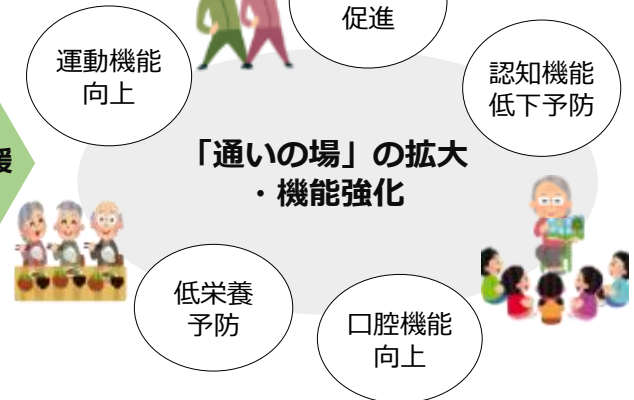 促進
運動機能
向上
認知機能
低下予防
援
「通いの場」の拡大
・機能強化
低栄養
予防
口腔機能
向上